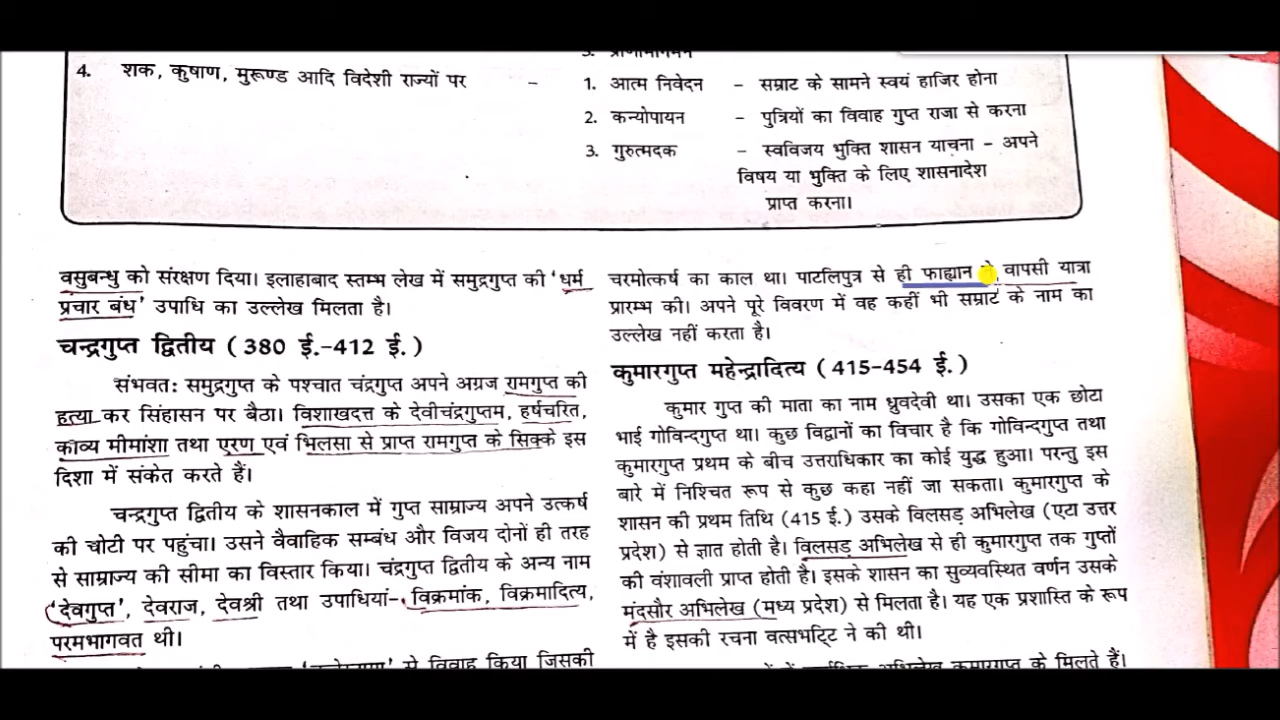 4. शक, कुषाण, मुरूण्ड आदि विदेशी राज्यों पर - 1. आत्म निवेदन - सम्राट के सामने स्वयं हाजिर होना
2. कन्योपायन - पुत्रियों का विवाह गुप्त राजा से करना
3. गुरुत्मदक - स्वविजय भुक्ति शासन याचना - अपने
विषय या भुक्ति के लिए शासनादेश
प्राप्त करना।
वसुबन्धु को संरक्षण दिया। इलाहाबाद स्तम्भ लेख में समुद्रगुप्त की 'धर्म
प्रचार बंध' उपाधि का उल्लेख मिलता है।
चन्द्रगुप्त द्वितीय (380 ई.-412 ई.)
संभवत: समुद्रगुप्त के पश्चात चंद्रगुप्त अपने अग्रज रामगुप्त की
हत्या कर सिंहासन पर बैठा। विशाखदत्त के देवीचंद्रगुप्तम, हर्षचरित,
काव्य मीमांशा तथा एरण एवं भिलसा से प्राप्त रामगुप्त के सिक्के इस
दिशा में संकेत करते हैं।
चन्द्रगुप्त द्वितीय के शासनकाल में गुप्त साम्राज्य अपने उत्कर्ष
की चोटी पर पहुंचा। उसने वैवाहिक सम्बंध और विजय दोनों ही तरह
से साम्राज्य की सीमा का विस्तार किया। चंद्रगुप्त द्वितीय के अन्य नाम
'देवगुप्त', देवराज, देवश्री तथा उपाधियां- विक्रमांक, विक्रमादित्य,
परमभागवत थी।
से विवाह किया जिसकी
चरमोत्कर्ष का काल था। पाटलिपुत्र से ही फाह्यान वापसी यात्रा
प्रारम्भ की। अपने पूरे विवरण में वह कहीं भी सम्राट के नाम का
उल्लेख नहीं करता है।
कुमारगुप्त महेन्द्रादित्य (415-454 ई.)
कुमार गुप्त की माता का नाम ध्रुवदेवी था। उसका एक छोटा
भाई गोविन्दगुप्त था। कुछ विद्वानों का विचार है कि गोविन्दगुप्त तथा
कुमारगुप्त प्रथम के बीच उत्तराधिकार का कोई युद्ध हुआ। परन्तु इस
बारे में निश्चित रूप से कुछ कहा नहीं जा सकता। कुमारगुप्त के
शासन की प्रथम तिथि (415 ई.) उसके विलसड़ अभिलेख (एटा उत्तर
प्रदेश) से ज्ञात होती है। विलसड़ अभिलेख से ही कुमारगुप्त तक गुप्तों
की वंशावली प्राप्त होती है। इसके शासन का सुव्यवस्थित वर्णन उसके
मंदसौर अभिलेख (मध्य प्रदेश) से मिलता है। यह एक प्रशास्ति के रूप
में है इसकी रचना वत्सभट्टि ने की थी।
अभिलेख कुमारगुप्त के मिलते हैं।